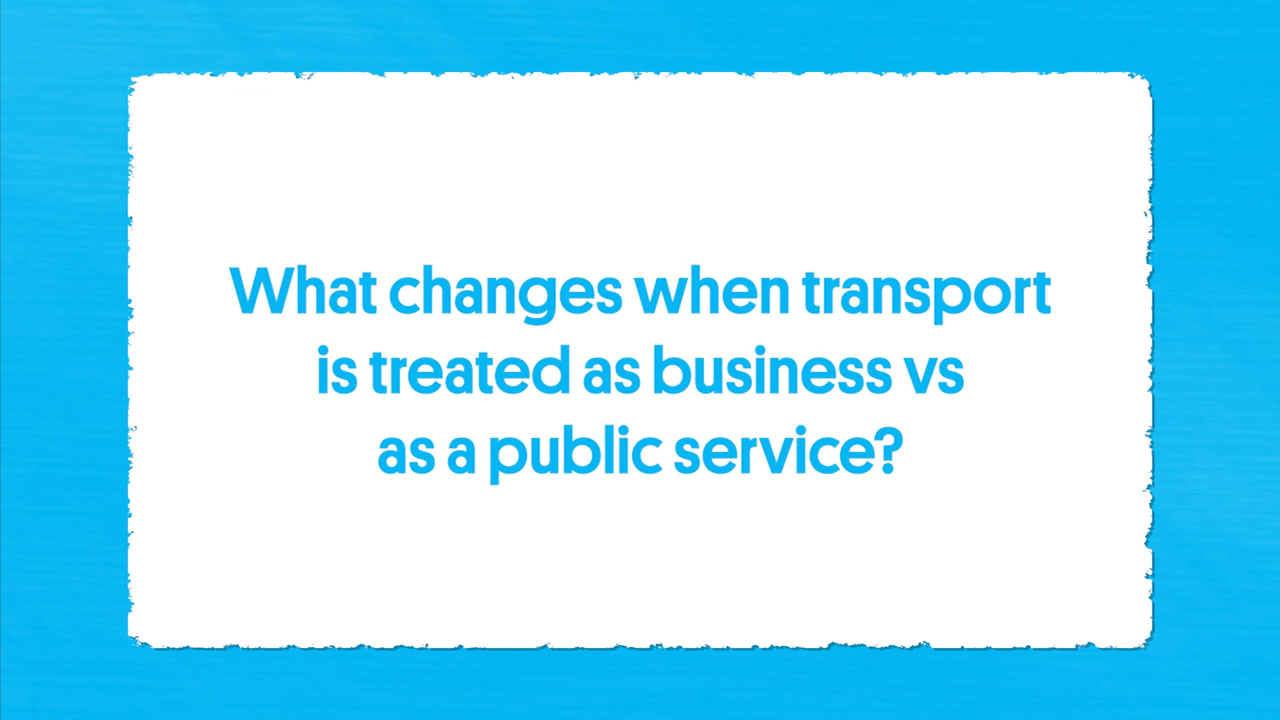 What changes when transport
is treated as business vs
as a public service?